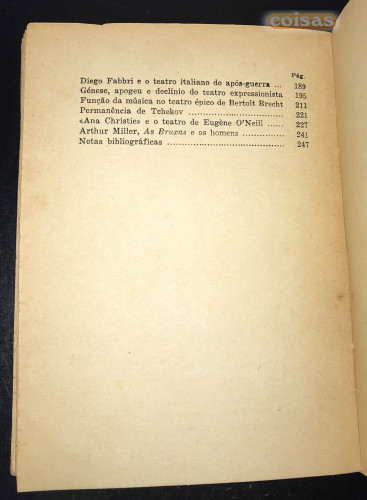 coisas
Pág.
Diego Fabbri e o teatro italiano do após-guerra ... 189
Génese, apogeu e declínio do teatro expressionista 195
Função da música no teatro épico de Bertolt Brecht 211
Permanência de Tchekov ........................................ 221
«Ana Christie» e o teatro de Eugène O'Neill ...... 227
Arthur Miller, As Bruxas e os homens ............... 241
Notas bibliográficas ............................................. 247